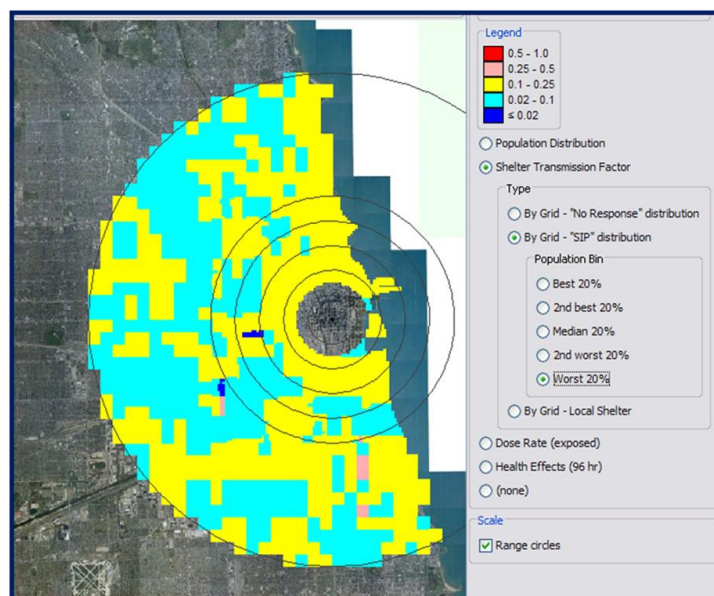 Legend
0.5 - 1.0
0.25 - 0.5
0.1 - 0.25
0.02 - 0.1
≤ 0.02
Population Distribution
Shelter Transmission Factor
Type
By Grid - "No Response" distribution
By Grid - "SIP" distribution
Population Bin
Best 20%
2nd best 20%
Median 20%
2nd worst 20%
Worst 20%
By Grid - Local Shelter
Dose Rate (exposed)
Health Effects (96 hr)
(none)
Scale
Range circles